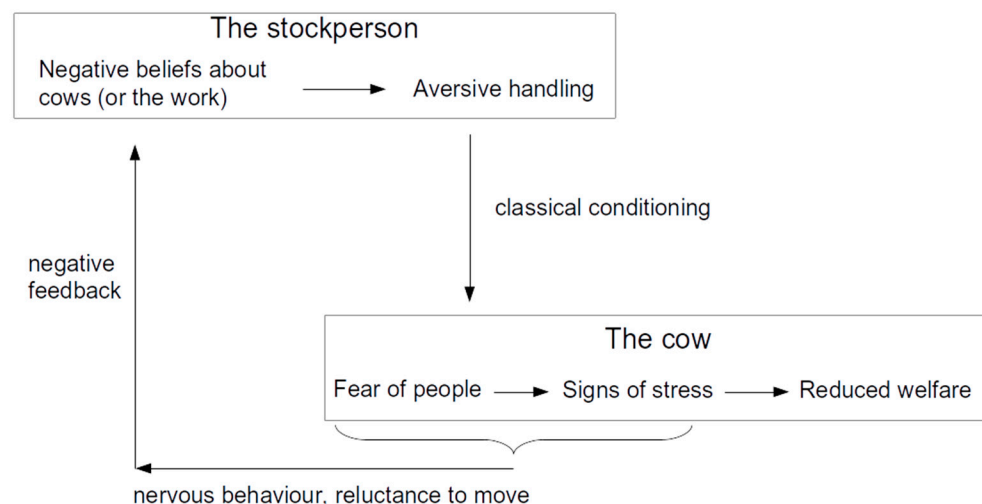 The stockperson
Negative beliefs about
cows (or the work)
Aversive handling
classical conditioning
negative
feedback
The cow
Fear of people
Signs of stress
Reduced welfare
nervous behaviour, reluctance to move